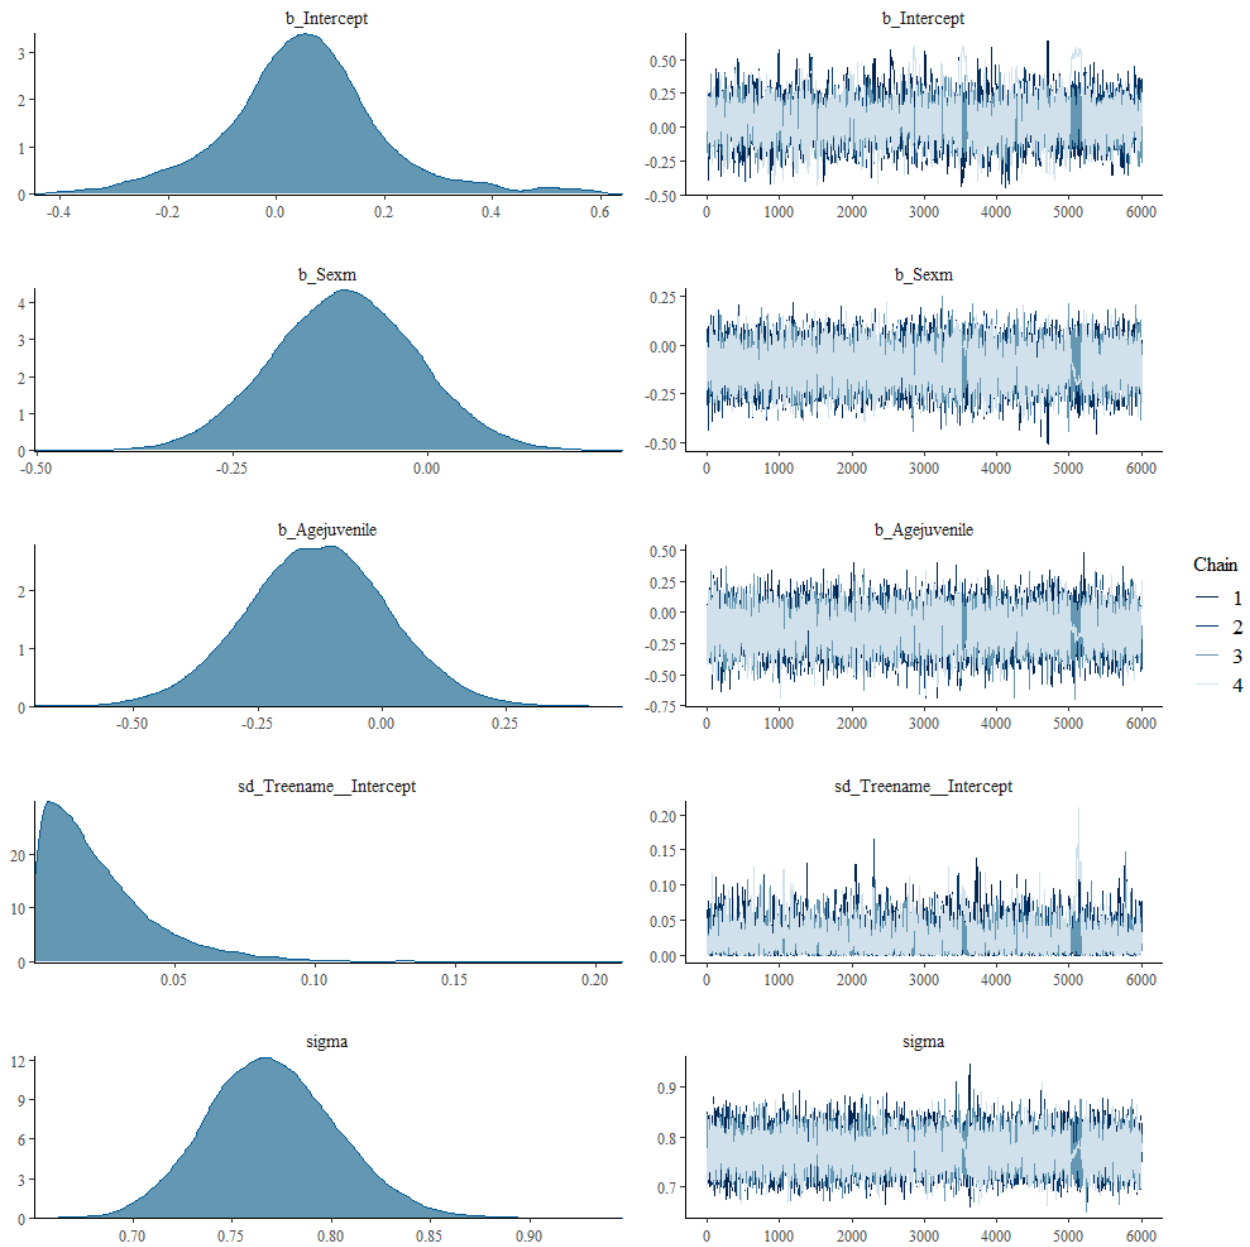 b_Intercept
3
2
1
0
-0.4 -0.2 0.0 0.2 0.4 0.6
b_Intercept
0.50
0.25
0.00
-0.25
-0.50
0 1000 2000 3000 4000 5000 6000
b_Sexm
4
3
2
1
0
-0.50 -0.25 0.00
b_Sexm
0.25
0.00
-0.25
-0.50
0 1000 2000 3000 4000 5000 6000
b_Agejuvenile
2
1
0
-0.50 -0.25 0.00 0.25
b_Agejuvenile
0.50
0.25
0.00
-0.25
-0.50
-0.75
0 1000 2000 3000 4000 5000 6000
Chain
1
2
3
4
sd_Treename__Intercept
20
10
0
0.05 0.10 0.15 0.20
sd_Treename__Intercept
0.20
0.15
0.10
0.05
0.00
0 1000 2000 3000 4000 5000 6000
sigma
12
9
6
3
0
0.70 0.75 0.80 0.85 0.90
sigma
0.9
0.8
0.7
0 1000 2000 3000 4000 5000 6000